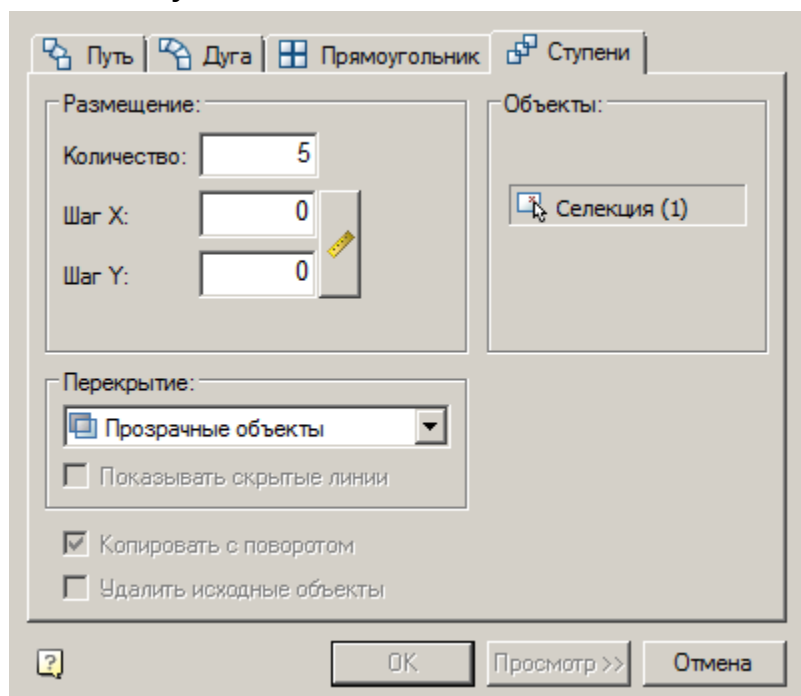 Путь Дуга Прямоугольник Ступени
Размещение:
Количество: 5
Шаг X: 0
Шаг Y: 0
Объекты:
Селекция (1)
Перекрытие:
Прозрачные объекты
Показывать скрытые линии
Копировать с поворотом
Удалить исходные объекты
? OK Просмотр >> Отмена